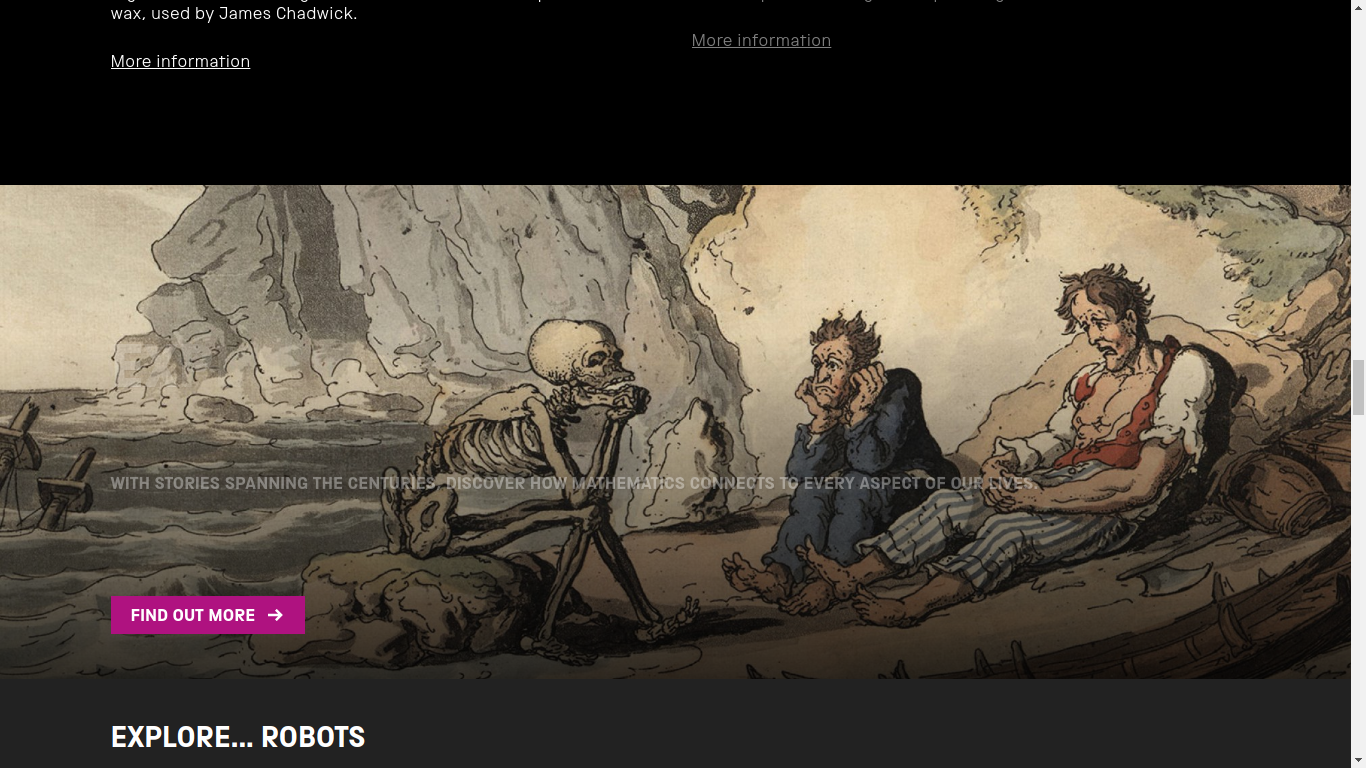 wax, used by James Chadwick.
More information
More information
WITH STORIES SPANNING THE CENTURIES, DISCOVER HOW MATHEMATICS CONNECTS TO EVERY ASPECT OF OUR LIVES.
FIND OUT MORE →
EXPLORE... ROBOTS